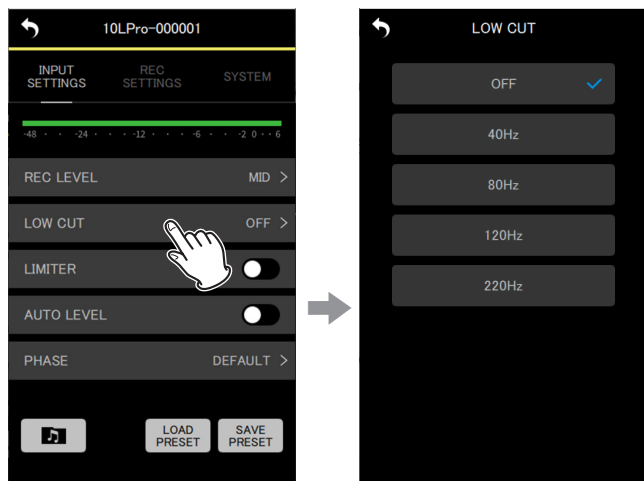 10LPro-000001
INPUT
SETTINGS
REC
SETTINGS
SYSTEM
-48 · · -24 · · · -12 · · · -6 · · -2 0 · · 6
REC LEVEL MID >
LOW CUT OFF >
LIMITER
AUTO LEVEL
PHASE DEFAULT >
LOAD
PRESET
SAVE
PRESET
LOW CUT
OFF
40Hz
80Hz
120Hz
220Hz